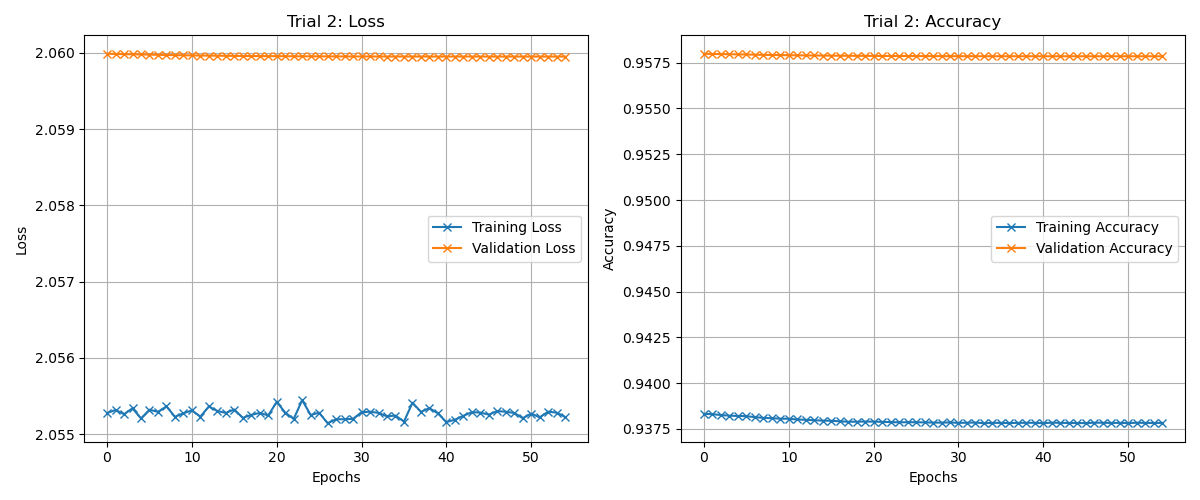 Trial 2: Loss
2.060
2.059
2.058
2.057
2.056
2.055
Loss
Training Loss
Validation Loss
0 10 20 30 40 50
Epochs
Trial 2: Accuracy
0.9575
0.9550
0.9525
0.9500
0.9475
0.9450
0.9425
0.9400
0.9375
Accuracy
Training Accuracy
Validation Accuracy
0 10 20 30 40 50
Epochs